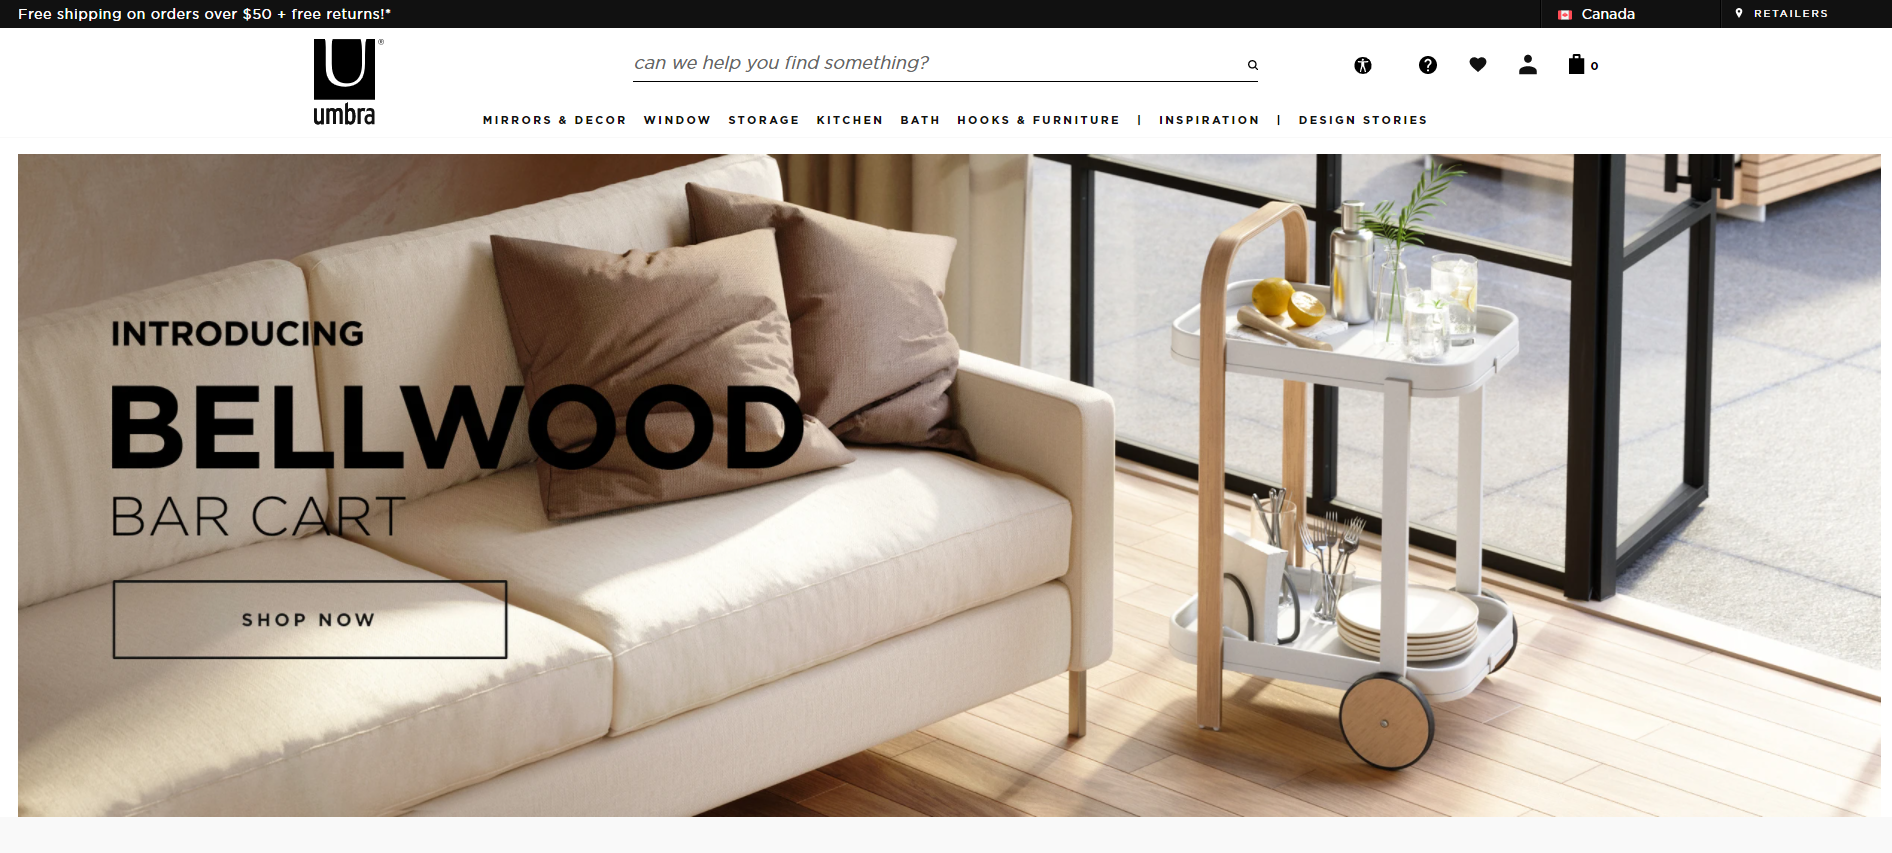 Free shipping on orders over $50 + free returns!*
Canada
RETAILERS
umbra
®
can we help you find something?
0
MIRRORS & DECOR WINDOW STORAGE KITCHEN BATH HOOKS & FURNITURE | INSPIRATION | DESIGN STORIES
INTRODUCING
BELLWOOD
BAR CART
SHOP NOW